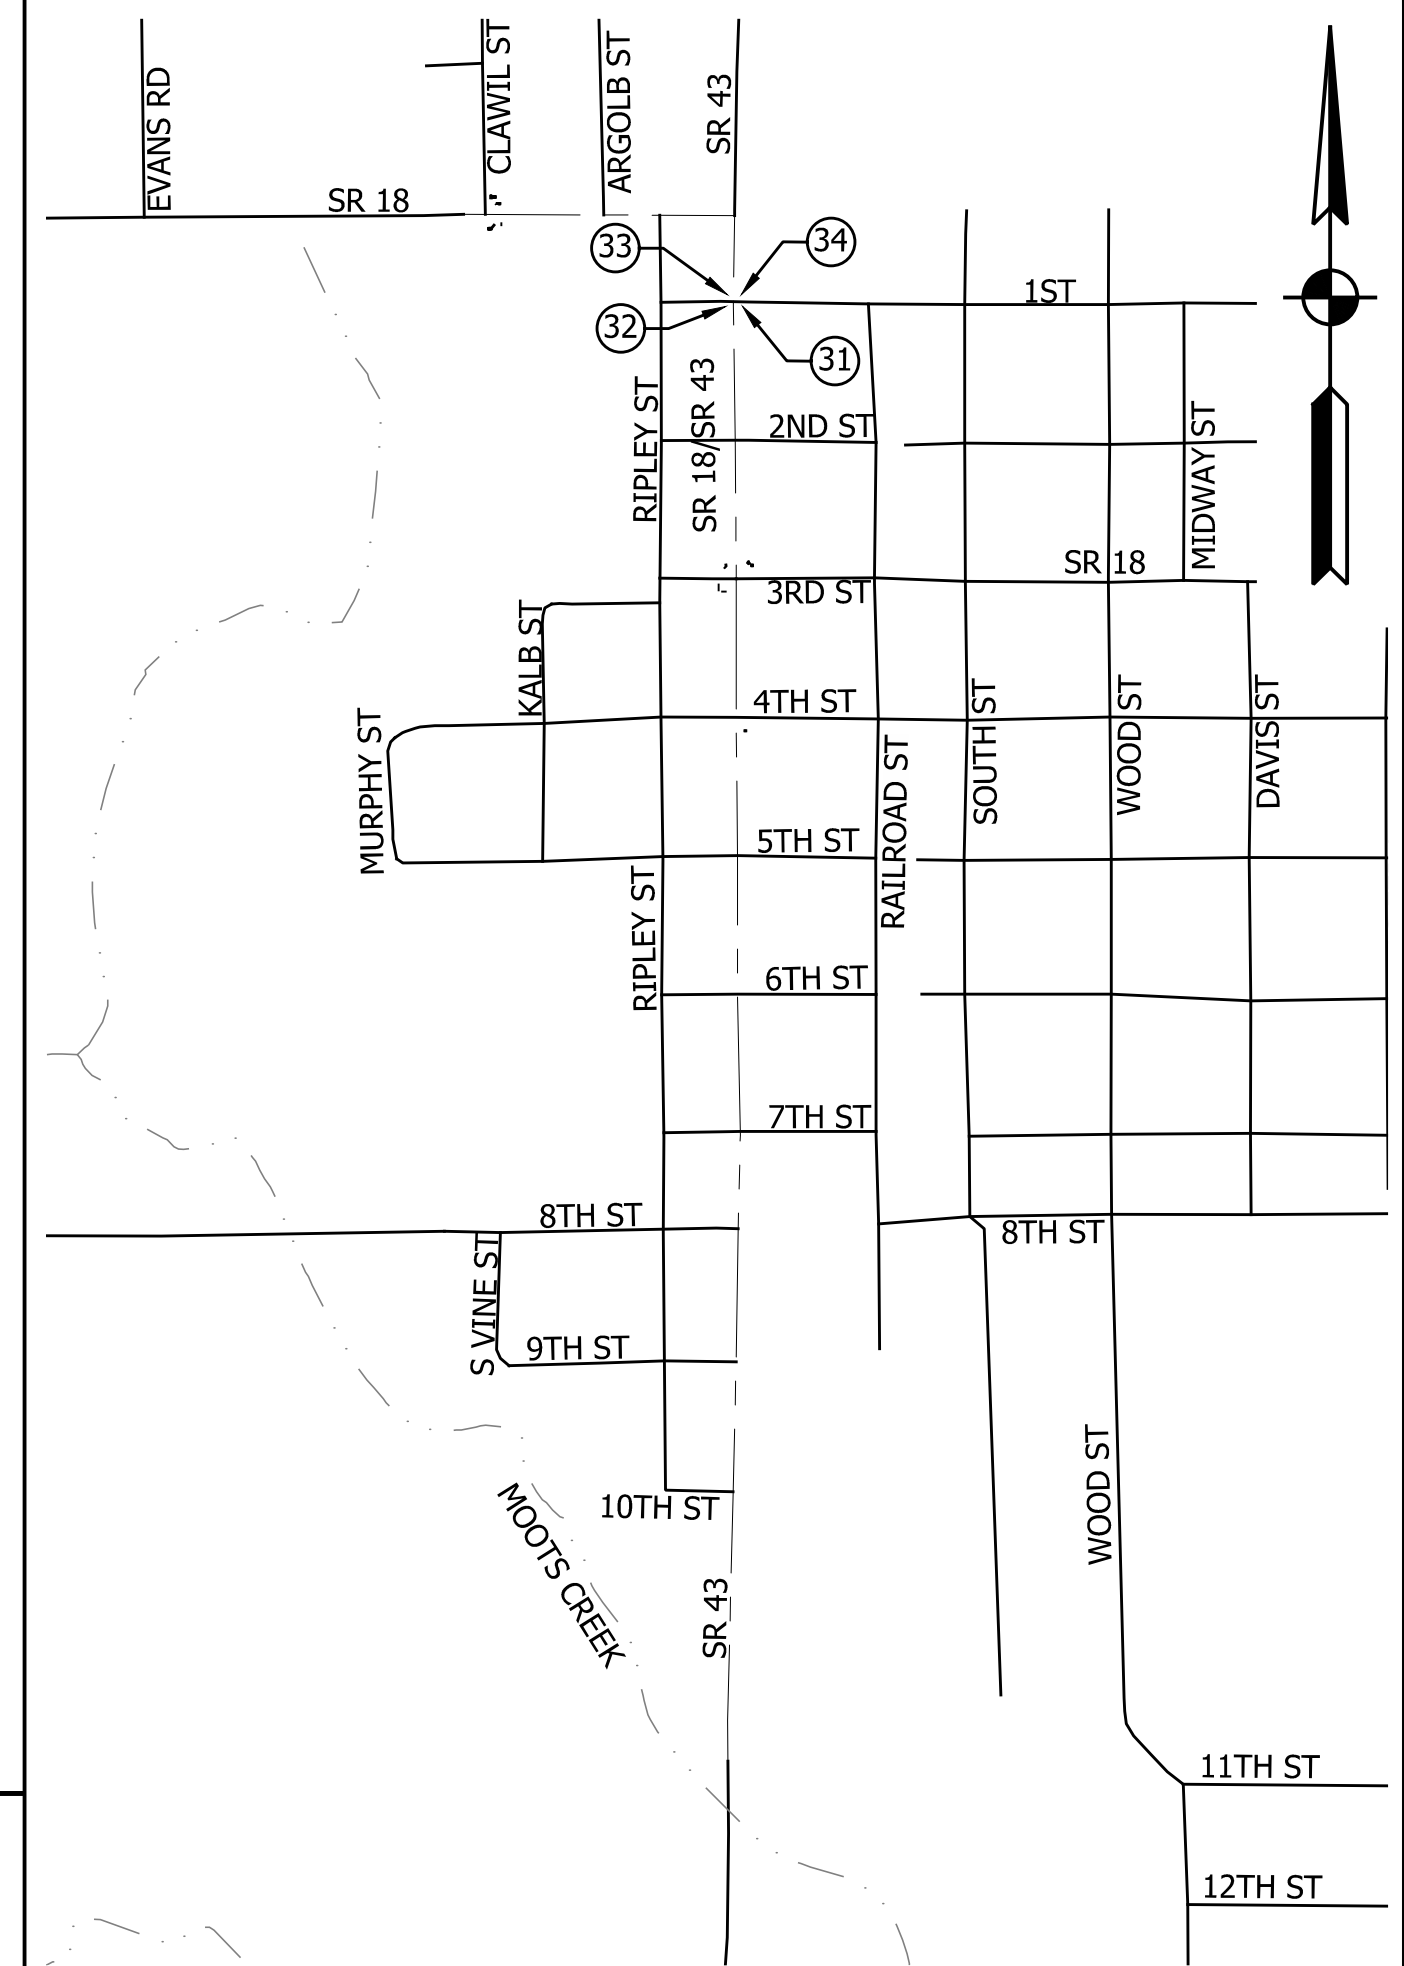 EVANS RD
CLAWIL ST
ARGOLB ST
SR 43
SR 18
33
34
1ST
32
31
RIPLEY ST
SR 18/SR 43
2ND ST
MIDWAY ST
SR 18
3RD ST
KALB ST
4TH ST
MURPHY ST
SOUTH ST
WOOD ST
DAVIS ST
RAILROAD ST
5TH ST
RIPLEY ST
6TH ST
7TH ST
8TH ST
8TH ST
S VINE ST
9TH ST
WOOD ST
10TH ST
MOOTS CREEK
SR 43
11TH ST
12TH ST